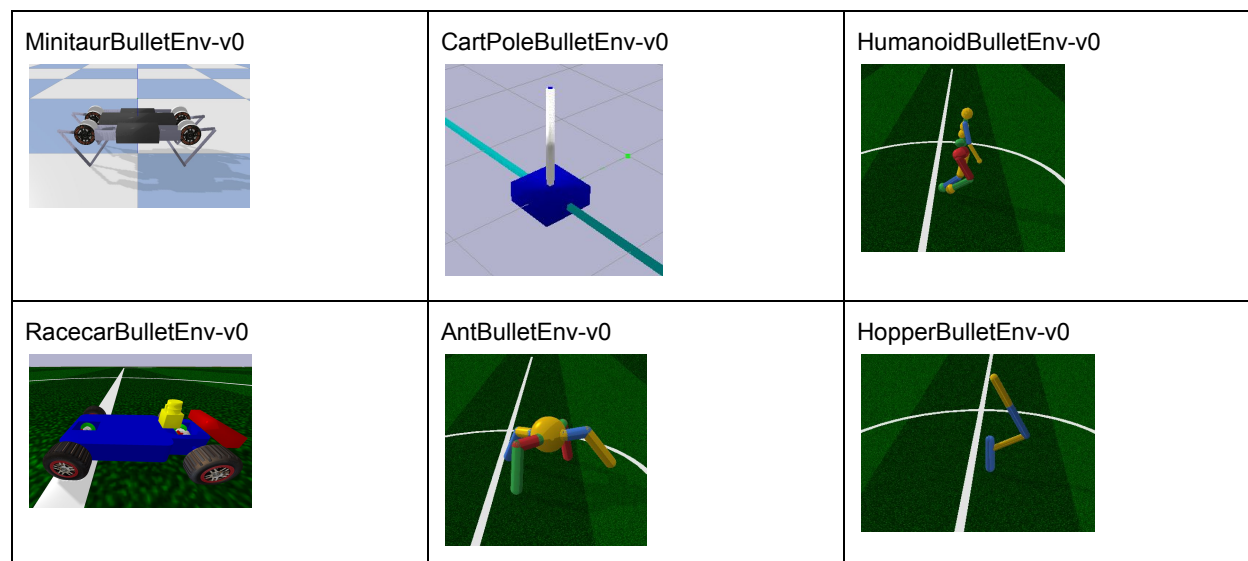 MinitaurBulletEnv-v0
CartPoleBulletEnv-v0
HumanoidBulletEnv-v0
RacecarBulletEnv-v0
AntBulletEnv-v0
HopperBulletEnv-v0